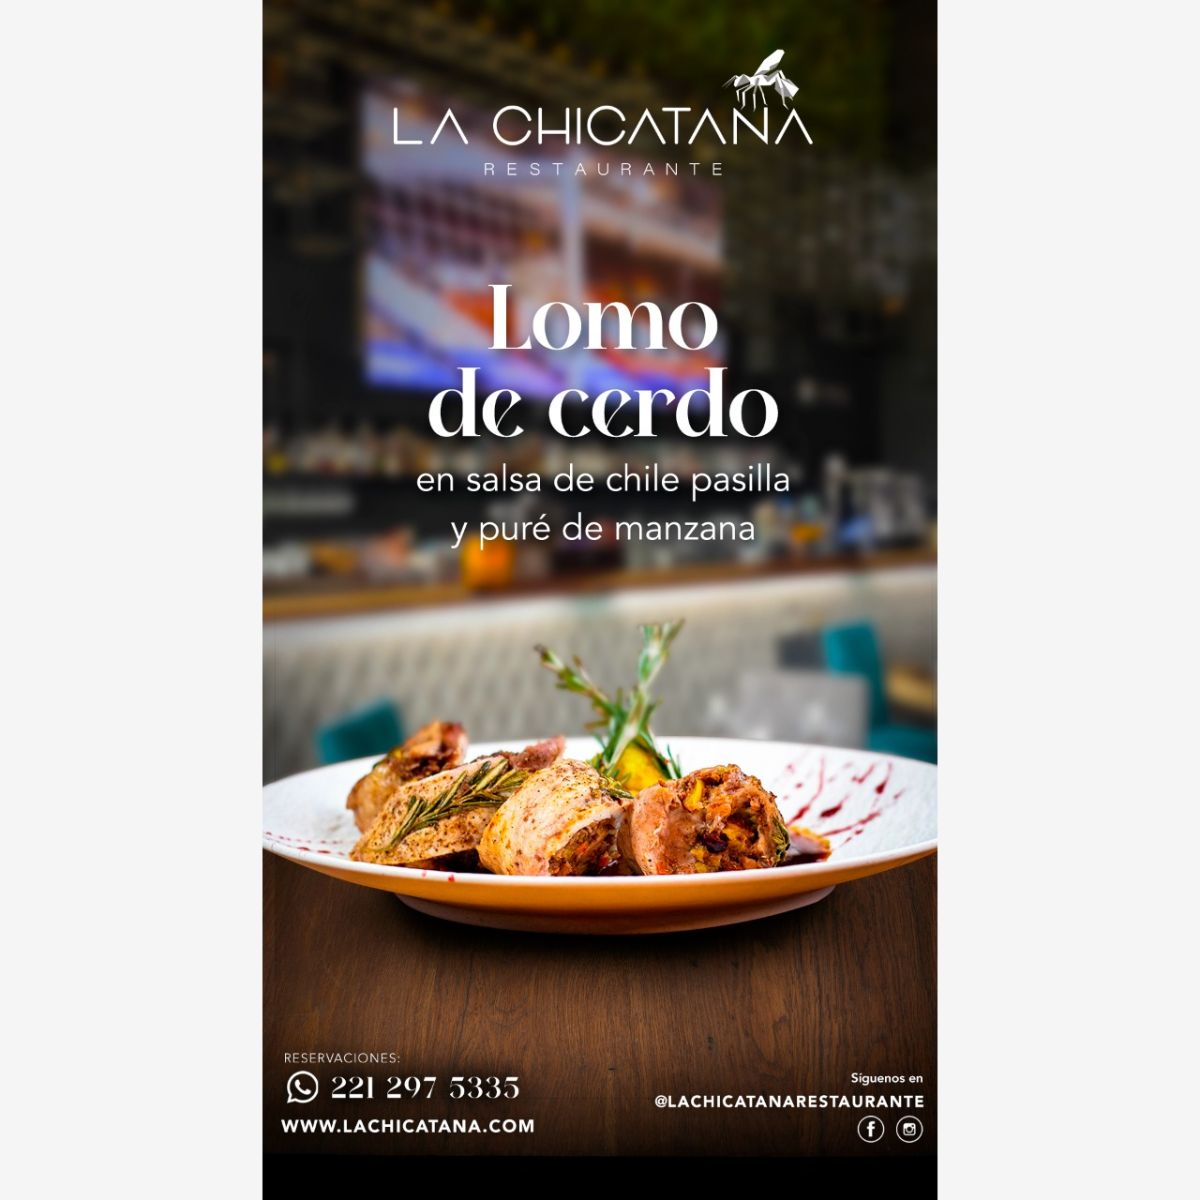 LA CHICATANA
RESTAURANTE
Lomo
de cerdo
en salsa de chile pasilla
y puré de manzana
RESERVACIONES:
221 297 5335
WWW.LACHICATANA.COM
Síguenos en
@LACHICATANARESTAURANTE